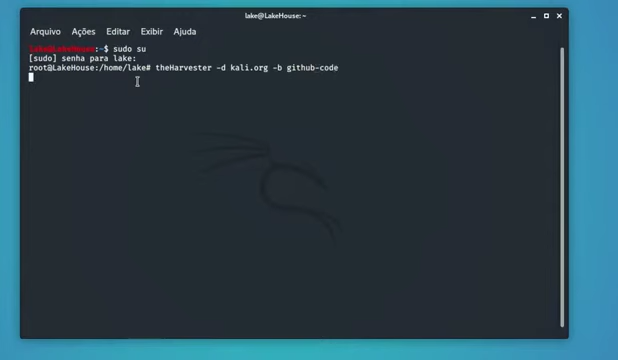 lake@LakeHouse: ~
Arquivo Ações Editar Exibir Ajuda
lake@LakeHouse:~$ sudo su
[sudo] senha para lake:
root@LakeHouse:/home/lake# theHarvester -d kali.org -b github-code